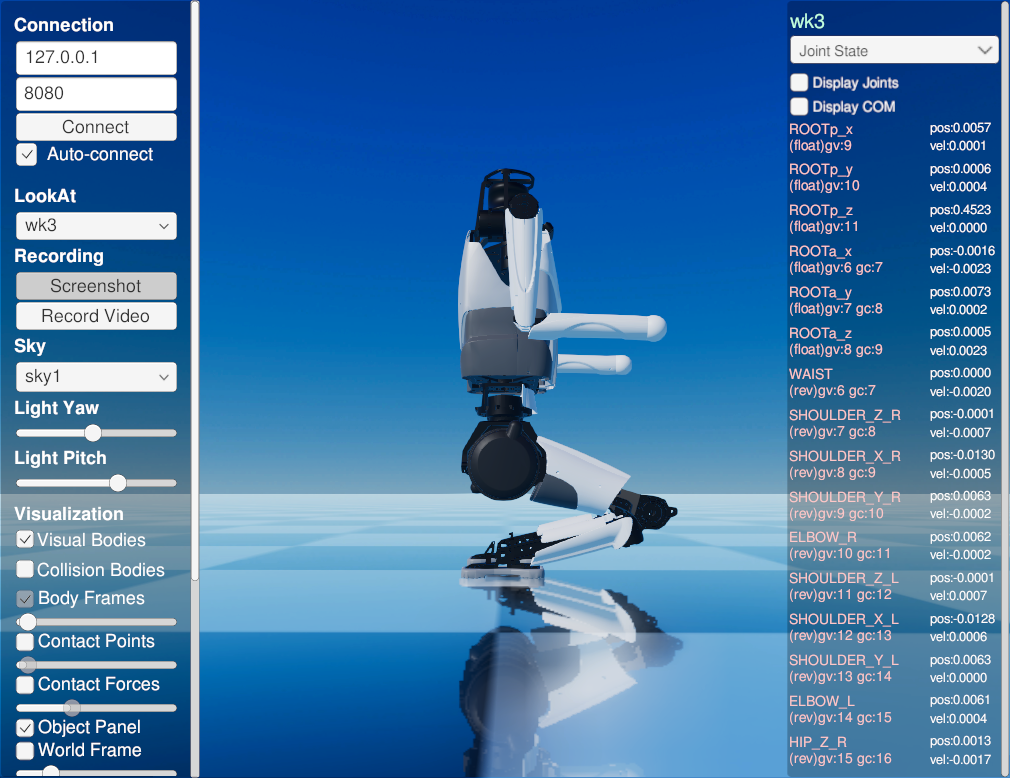 Connection
127.0.0.1
8080
Connect
Auto-connect
LookAt
wk3
Recording
Screenshot
Record Video
Sky
sky1
Light Yaw
Light Pitch
Visualization
Visual Bodies
Collision Bodies
Body Frames
Contact Points
Contact Forces
Object Panel
World Frame
wk3
Joint State
Display Joints
Display COM
ROOTp_x pos:0.0057
(float)gv:9 vel:0.0001
ROOTp_y pos:0.0006
(float)gv:10 vel:0.0004
ROOTp_z pos:0.4523
(float)gv:11 vel:0.0000
ROOTa_x pos:-0.0016
(float)gv:6 gc:7 vel:-0.0023
ROOTa_y pos:0.0073
(float)gv:7 gc:8 vel:0.0002
ROOTa_z pos:0.0005
(float)gv:8 gc:9 vel:0.0023
WAIST pos:0.0000
(rev)gv:6 gc:7 vel:-0.0020
SHOULDER_Z_R pos:-0.0001
(rev)gv:7 gc:8 vel:-0.0007
SHOULDER_X_R pos:-0.0130
(rev)gv:8 gc:9 vel:-0.0005
SHOULDER_Y_R pos:0.0063
(rev)gv:9 gc:10 vel:-0.0002
ELBOW_R pos:0.0062
(rev)gv:10 gc:11 vel:-0.0002
SHOULDER_Z_L pos:-0.0001
(rev)gv:11 gc:12 vel:0.0007
SHOULDER_X_L pos:-0.0128
(rev)gv:12 gc:13 vel:0.0006
SHOULDER_Y_L pos:0.0063
(rev)gv:13 gc:14 vel:0.0000
ELBOW_L pos:0.0061
(rev)gv:14 gc:15 vel:0.0004
HIP_Z_R pos:0.0013
(rev)gv:15 gc:16 vel:-0.0017